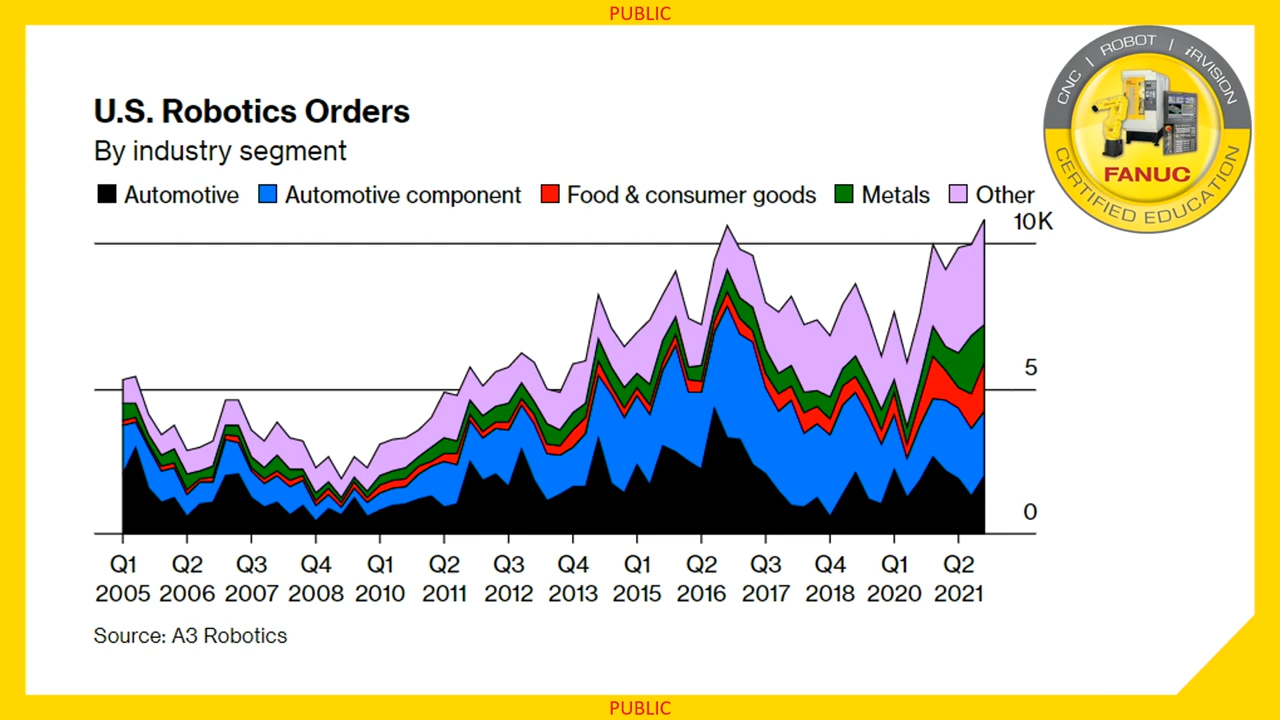 PUBLIC
CNC | ROBOT | iRVISION
FANUC
CERTIFIED EDUCATION
U.S. Robotics Orders
By industry segment
Automotive Automotive component Food & consumer goods Metals Other
10K
5
0
Q1 Q2 Q3 Q4 Q1 Q2 Q3 Q4 Q1 Q2 Q3 Q4 Q1 Q2
2005 2006 2007 2008 2010 2011 2012 2013 2015 2016 2017 2018 2020 2021
Source: A3 Robotics
PUBLIC